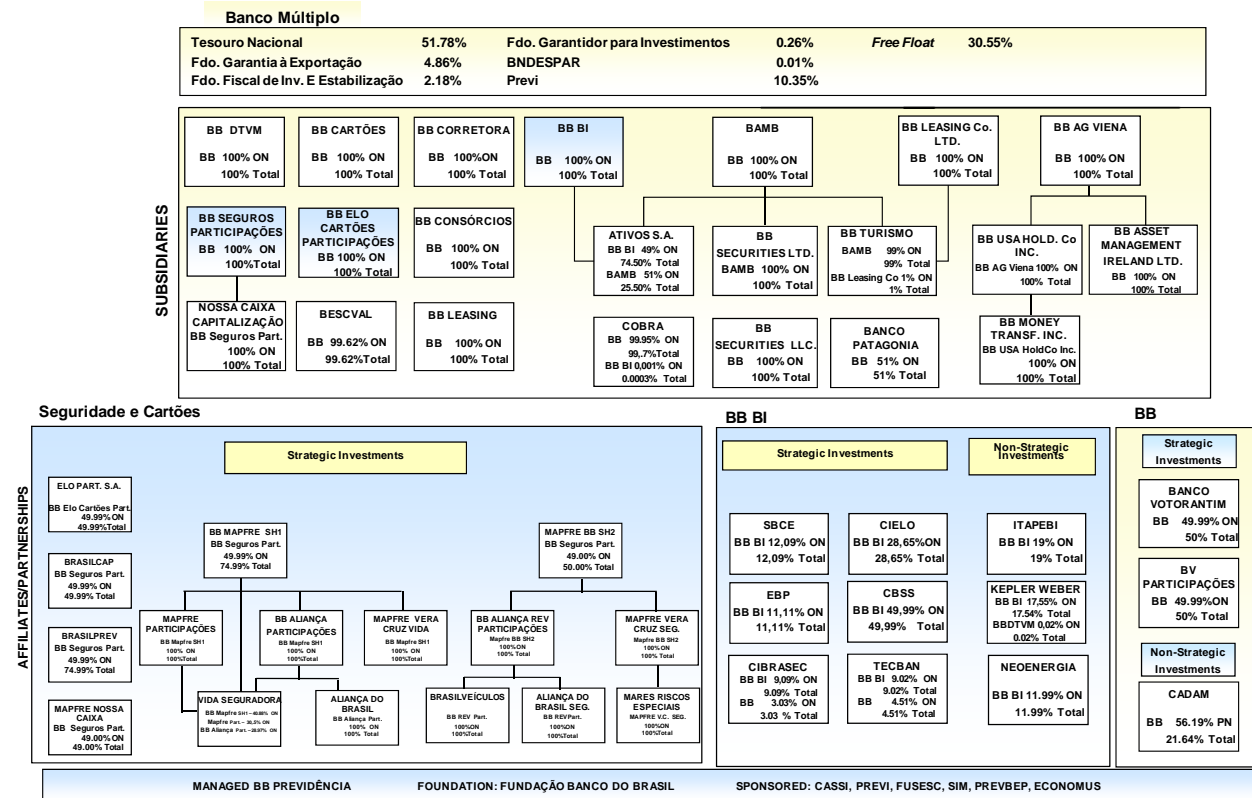 Banco Múltiplo
Tesouro Nacional 51.78% Fdo. Garantidor para Investimentos 0.26% Free Float 30.55%
Fdo. Garantia à Exportação 4.86% BNDESPAR 0.01%
Fdo. Fiscal de Inv. E Estabilização 2.18% Previ 10.35%
SUBSIDIARIES
BB DTVM
BB 100% ON
100% Total
BB CARTÕES
BB 100% ON
100% Total
BB CORRETORA
BB 100%ON
100% Total
BB BI
BB 100% ON
100% Total
BAMB
BB 100% ON
100% Total
BB LEASING Co.
LTD.
BB 100% ON
100% Total
BB AG VIENA
BB 100% ON
100% Total
BB SEGUROS
PARTICIPAÇÕES
BB 100% ON
100%Total
BB ELO
CARTÕES
PARTICIPAÇÕES
BB 100% ON
100% Total
BB CONSÓRCIOS
BB 100% ON
100% Total
ATIVOS S.A.
BB BI 49% ON
74.50% Total
BAMB 51% ON
25.50% Total
BB
SECURITIES LTD.
BAMB 100% ON
100% Total
BB TURISMO
BAMB 99% ON
99% Total
BB Leasing Co 1% ON
1% Total
BB USA HOLD. Co
INC.
BB AG Viena 100% ON
100% Total
BB ASSET
MANAGEMENT
IRELAND LTD.
BB 100% ON
100% Total
NOSSA CAIXA
CAPITALIZAÇÃO
BB Seguros Part.
100% ON
100% Total
BESCVAL
BB 99.62% ON
99.62%Total
BB LEASING
BB 100% ON
100% Total
COBRA
BB 99.95% ON
99,.7%Total
BB BI 0,001% ON
0.0003% Total
BB
SECURITIES LLC.
BB 100% ON
100% Total
BANCO
PATAGONIA
BB 51% ON
51% Total
BB MONEY
TRANSF. INC.
BB USA HoldCo Inc.
100% ON
100% Total
Seguridade e Cartões
AFFILIATES/PARTNERSHIPS
Strategic Investments
ELO PART. S.A.
BB Elo Cartões Part.
49.99%ON
49.99%Total
BRASILCAP
BB Seguros Part.
49.99% ON
49.99% Total
BRASILPREV
BB Seguros Part.
49.99% ON
74.99% Total
MAPFRE NOSSA
CAIXA
BB Seguros Part.
49.00%ON
49.00% Total
BB MAPFRE SH1
BB Seguros Part.
49.99% ON
74.99% Total
MAPFRE BB SH2
BB Seguros Part.
49.00% ON
50.00% Total
MAPFRE
PARTICIPAÇÕES
BB Mapfre SH1
100% ON
100%Total
BB ALIANÇA
PARTICIPAÇÕES
BB Mapfre SH1
100% ON
100% Total
MAPFRE VERA
CRUZ VIDA
BB Mapfre SH1
100% ON
100%Total
BB ALIANÇA REV
PARTICIPAÇÕES
Mapfre BB SH2
100%ON
100% Total
MAPFRE VERA
CRUZ SEG.
BB Mapfre SH2
100% ON
100% Total
VIDA SEGURADORA
BB Mapfre SH1 – 40.88% ON
Mapfre Part. – 30,5% ON
BB Aliança Part. – 28.97% ON
ALIANÇA DO
BRASIL
BB Aliança Part.
100% ON
100% Total
BRASILVEÍCULOS
BB REV Part.
100%ON
100%Total
ALIANÇA DO
BRASIL SEG.
BB REVPart.
100% ON
100%Total
MARES RISCOS
ESPECIAIS
MAPFRE V.C. SEG.
100%ON
100%Total
BB BI
Strategic Investments
Non-Strategic
Investments
SBCE
BB BI 12,09% ON
12,09% Total
CIELO
BB BI 28,65%ON
28,65% Total
ITAPEBI
BB BI 19% ON
19% Total
EBP
BB BI 11,11% ON
11,11% Total
CBSS
BB BI 49,99% ON
49,99% Total
KEPLER WEBER
BB BI 17,55% ON
17.54% Total
BBDTVM 0,02% ON
0.02% Total
CIBRASEC
BB BI 9,09% ON
9.09% Total
BB 3.03% ON
3.03 % Total
TECBAN
BB BI 9.02% ON
9.02% Total
BB 4.51% ON
4.51% Total
NEOENERGIA
BB BI 11.99% ON
11.99% Total
BB
Strategic
Investments
BANCO
VOTORANTIM
BB 49.99% ON
50% Total
BV
PARTICIPAÇÕES
BB 49.99%ON
50% Total
Non-Strategic
Investments
CADAM
BB 56.19% PN
21.64% Total
MANAGED BB PREVIDÊNCIA FOUNDATION: FUNDAÇÃO BANCO DO BRASIL SPONSORED: CASSI, PREVI, FUSESC, SIM, PREVBEP, ECONOMUS